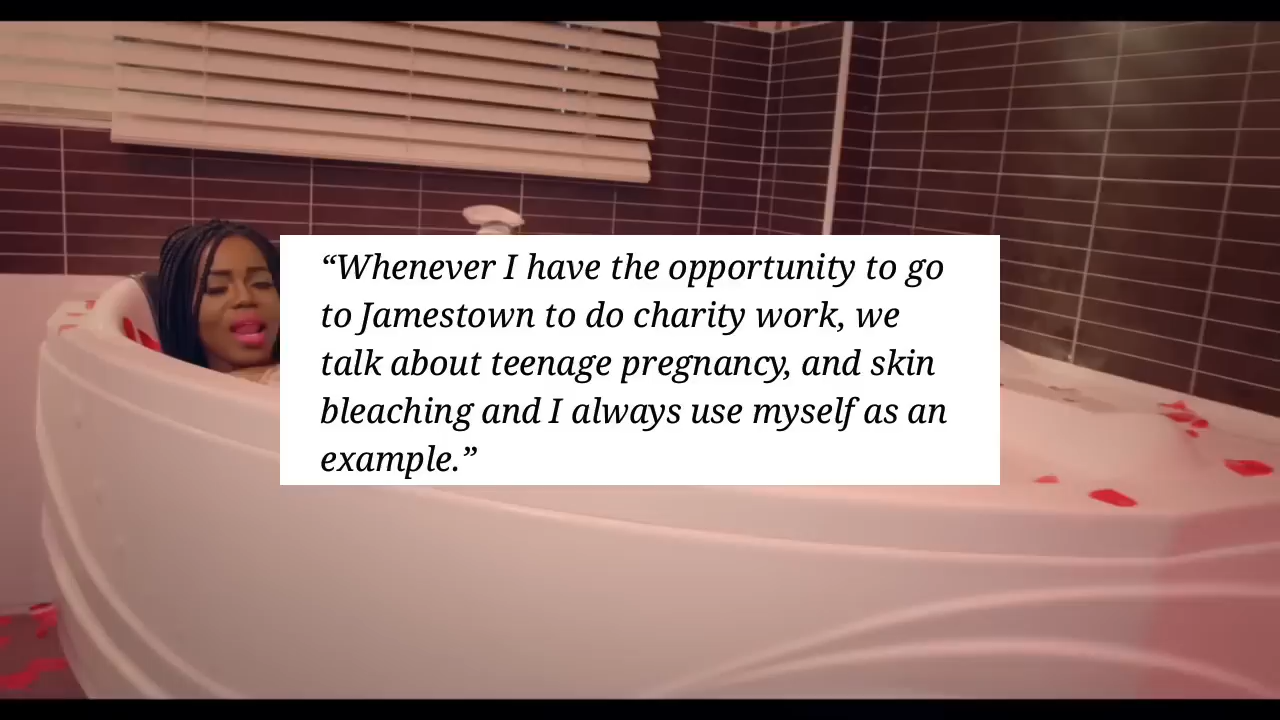 “Whenever I have the opportunity to go
to Jamestown to do charity work, we
talk about teenage pregnancy, and skin
bleaching and I always use myself as an
example.”